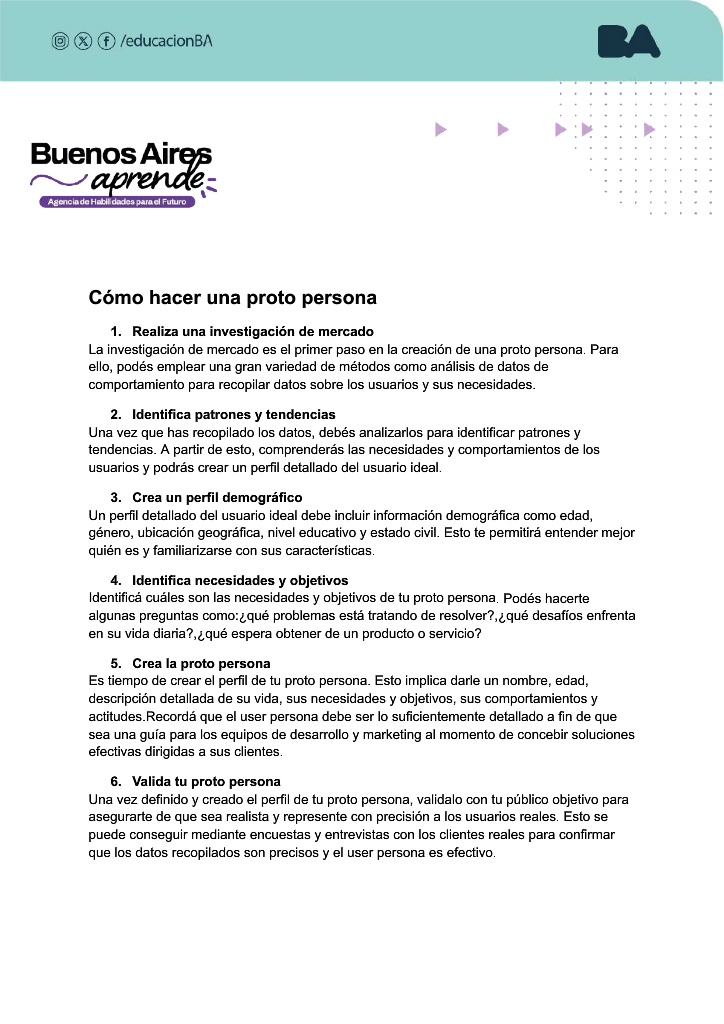 /educacionBA
BA
Buenos Aires
aprende
Agencia de Habilidades para el Futuro
Cómo hacer una proto persona
1. Realiza una investigación de mercado
La investigación de mercado es el primer paso en la creación de una proto persona. Para
ello, podés emplear una gran variedad de métodos como análisis de datos de
comportamiento para recopilar datos sobre los usuarios y sus necesidades.
2. Identifica patrones y tendencias
Una vez que has recopilado los datos, debés analizarlos para identificar patrones y
tendencias. A partir de esto, comprenderás las necesidades y comportamientos de los
usuarios y podrás crear un perfil detallado del usuario ideal.
3. Crea un perfil demográfico
Un perfil detallado del usuario ideal debe incluir información demográfica como edad,
género, ubicación geográfica, nivel educativo y estado civil. Esto te permitirá entender mejor
quién es y familiarizarse con sus características.
4. Identifica necesidades y objetivos
Identificá cuáles son las necesidades y objetivos de tu proto persona. Podés hacerte
algunas preguntas como:¿qué problemas está tratando de resolver?,¿qué desafíos enfrenta
en su vida diaria?,¿qué espera obtener de un producto o servicio?
5. Crea la proto persona
Es tiempo de crear el perfil de tu proto persona. Esto implica darle un nombre, edad,
descripción detallada de su vida, sus necesidades y objetivos, sus comportamientos y
actitudes.Recordá que el user persona debe ser lo suficientemente detallado a fin de que
sea una guía para los equipos de desarrollo y marketing al momento de concebir soluciones
efectivas dirigidas a sus clientes.
6. Valida tu proto persona
Una vez definido y creado el perfil de tu proto persona, validalo con tu público objetivo para
asegurarte de que sea realista y represente con precisión a los usuarios reales. Esto se
puede conseguir mediante encuestas y entrevistas con los clientes reales para confirmar
que los datos recopilados son precisos y el user persona es efectivo.